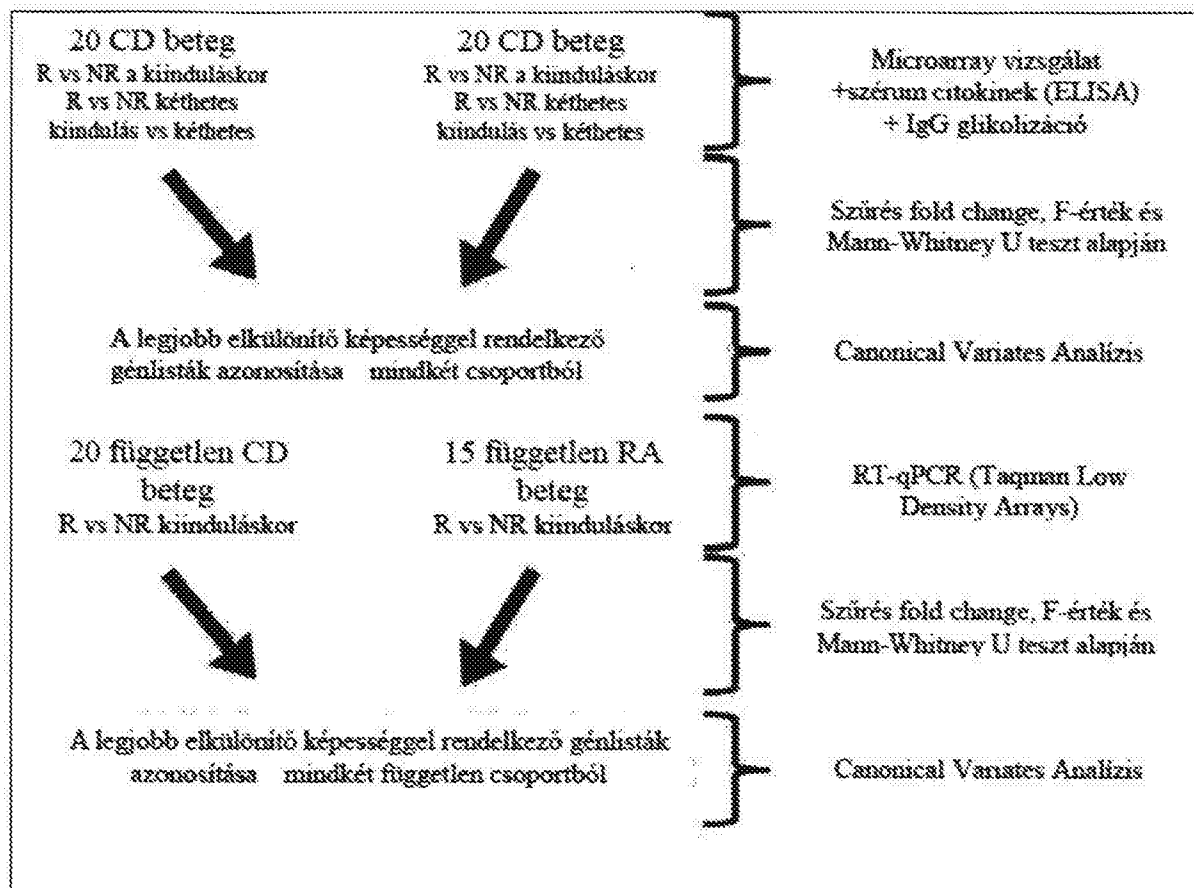 20 CD beteg
R vs NR a kiinduláskor
R vs NR kéthetes
kiindulás vs kéthetes
20 CD beteg
R vs NR a kiinduláskor
R vs NR kéthetes
kiindulás vs kéthetes
Microarray vizsgálat
+szérum citokinek (ELISA)
+ IgG glikolizáció
Szűrés fold change, F-érték és
Mann-Whitney U teszt alapján
A legjobb elkülönítő képességgel rendelkező
génlisták azonosítása mindkét csoportból
Canonical Variates Analízis
20 független CD
beteg
R vs NR kiinduláskor
15 független RA
beteg
R vs NR kiinduláskor
RT-qPCR (Taqman Low
Density Arrays)
Szűrés fold change, F-érték és
Mann-Whitney U teszt alapján
A legjobb elkülönítő képességgel rendelkező génlisták
azonosítása mindkét független csoportból
Canonical Variates Analízis